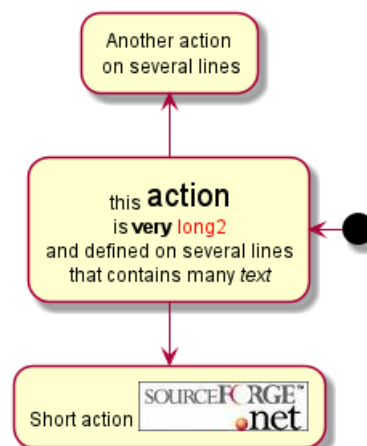 Another action
on several lines
this action
is very long2
and defined on several lines
that contains many text
Short action SOURCEFORGE™
.net